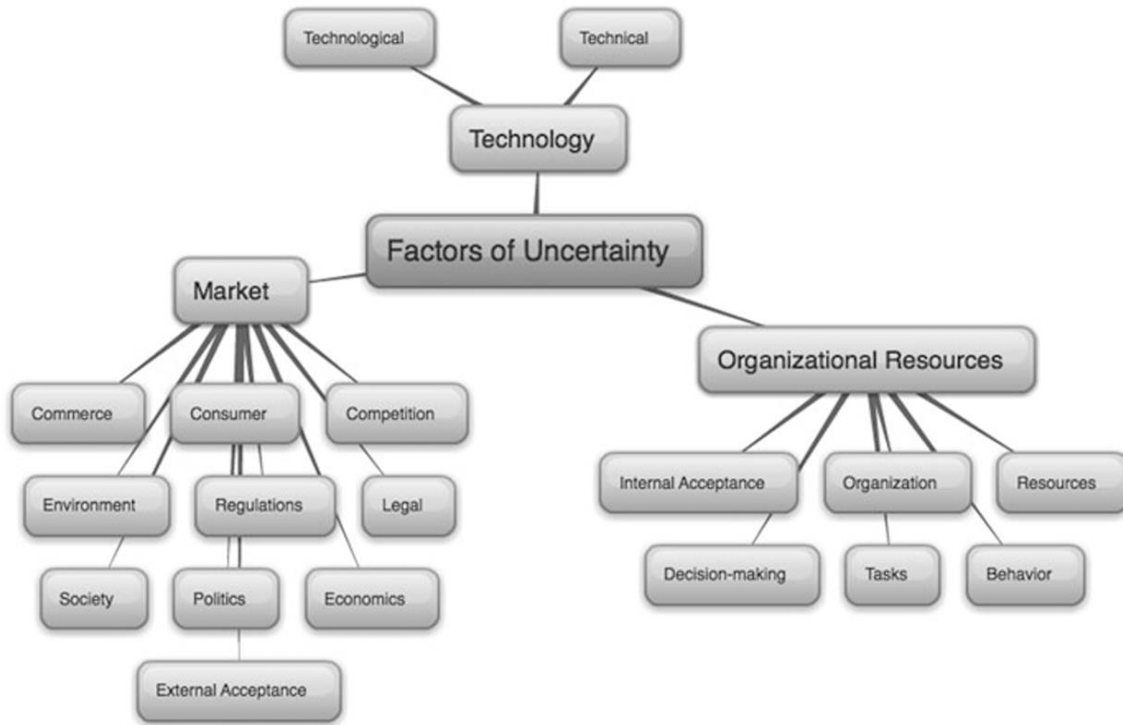 Technological
Technical
Technology
Factors of Uncertainty
Market
Organizational Resources
Commerce
Consumer
Competition
Internal Acceptance
Organization
Resources
Environment
Regulations
Legal
Decision-making
Tasks
Behavior
Society
Politics
Economics
External Acceptance